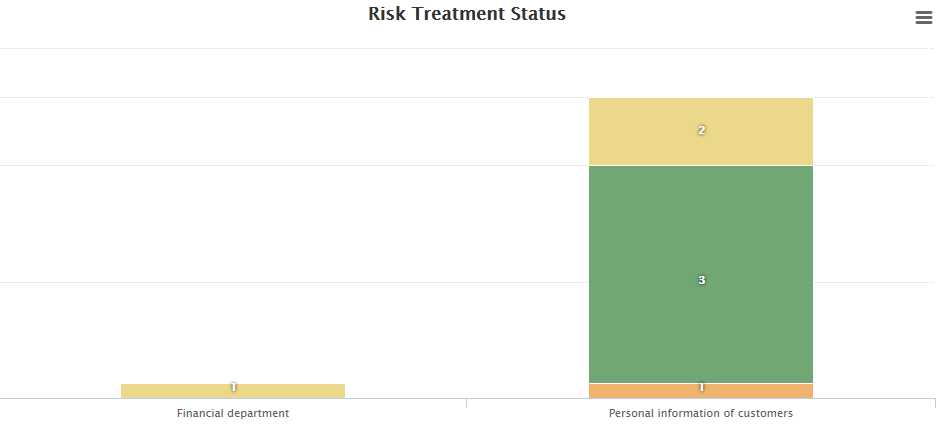 Risk Treatment Status
2
3
1
1
Financial department
Personal information of customers